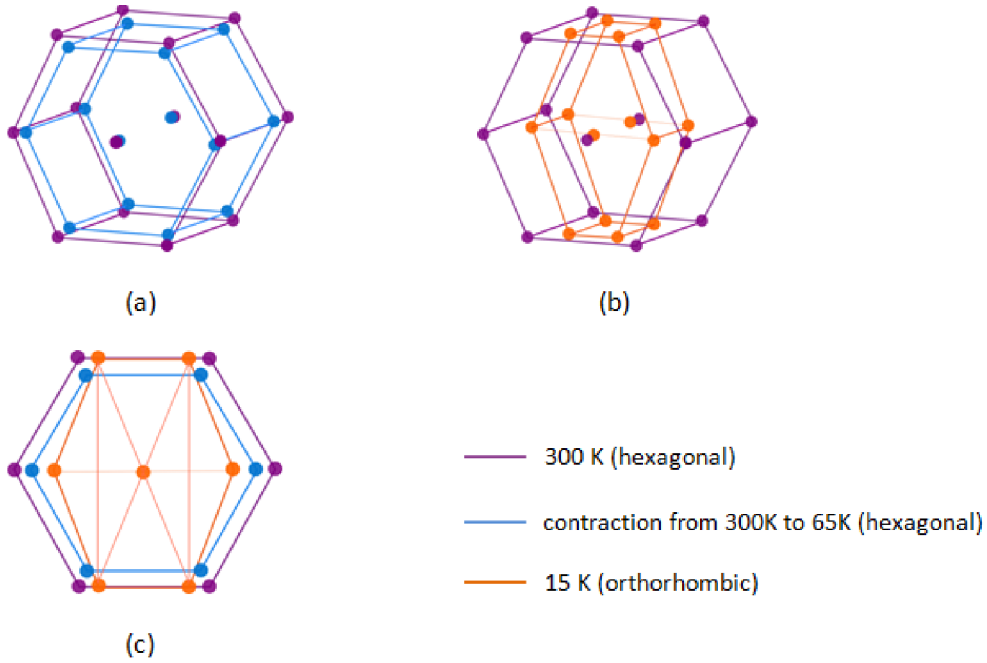 (a)
(b)
(c)
300 K (hexagonal)
contraction from 300K to 65K (hexagonal)
15 K (orthorhombic)